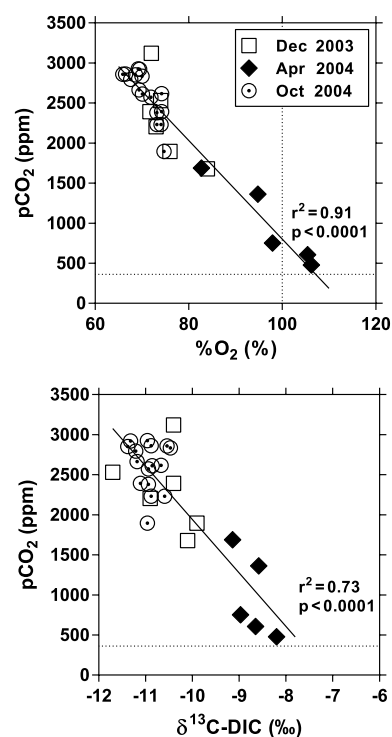 3500
3000
2500
2000
1500
1000
500
0
pCO₂ (ppm)
Dec 2003
Apr 2004
Oct 2004
r²=0.91
p<0.0001
60 80 100 120
%O₂ (%)
3500
3000
2500
2000
1500
1000
500
0
pCO₂ (ppm)
r²=0.73
p<0.0001
-12 -11 -10 -9 -8 -7 -6
δ¹³C-DIC (‰)